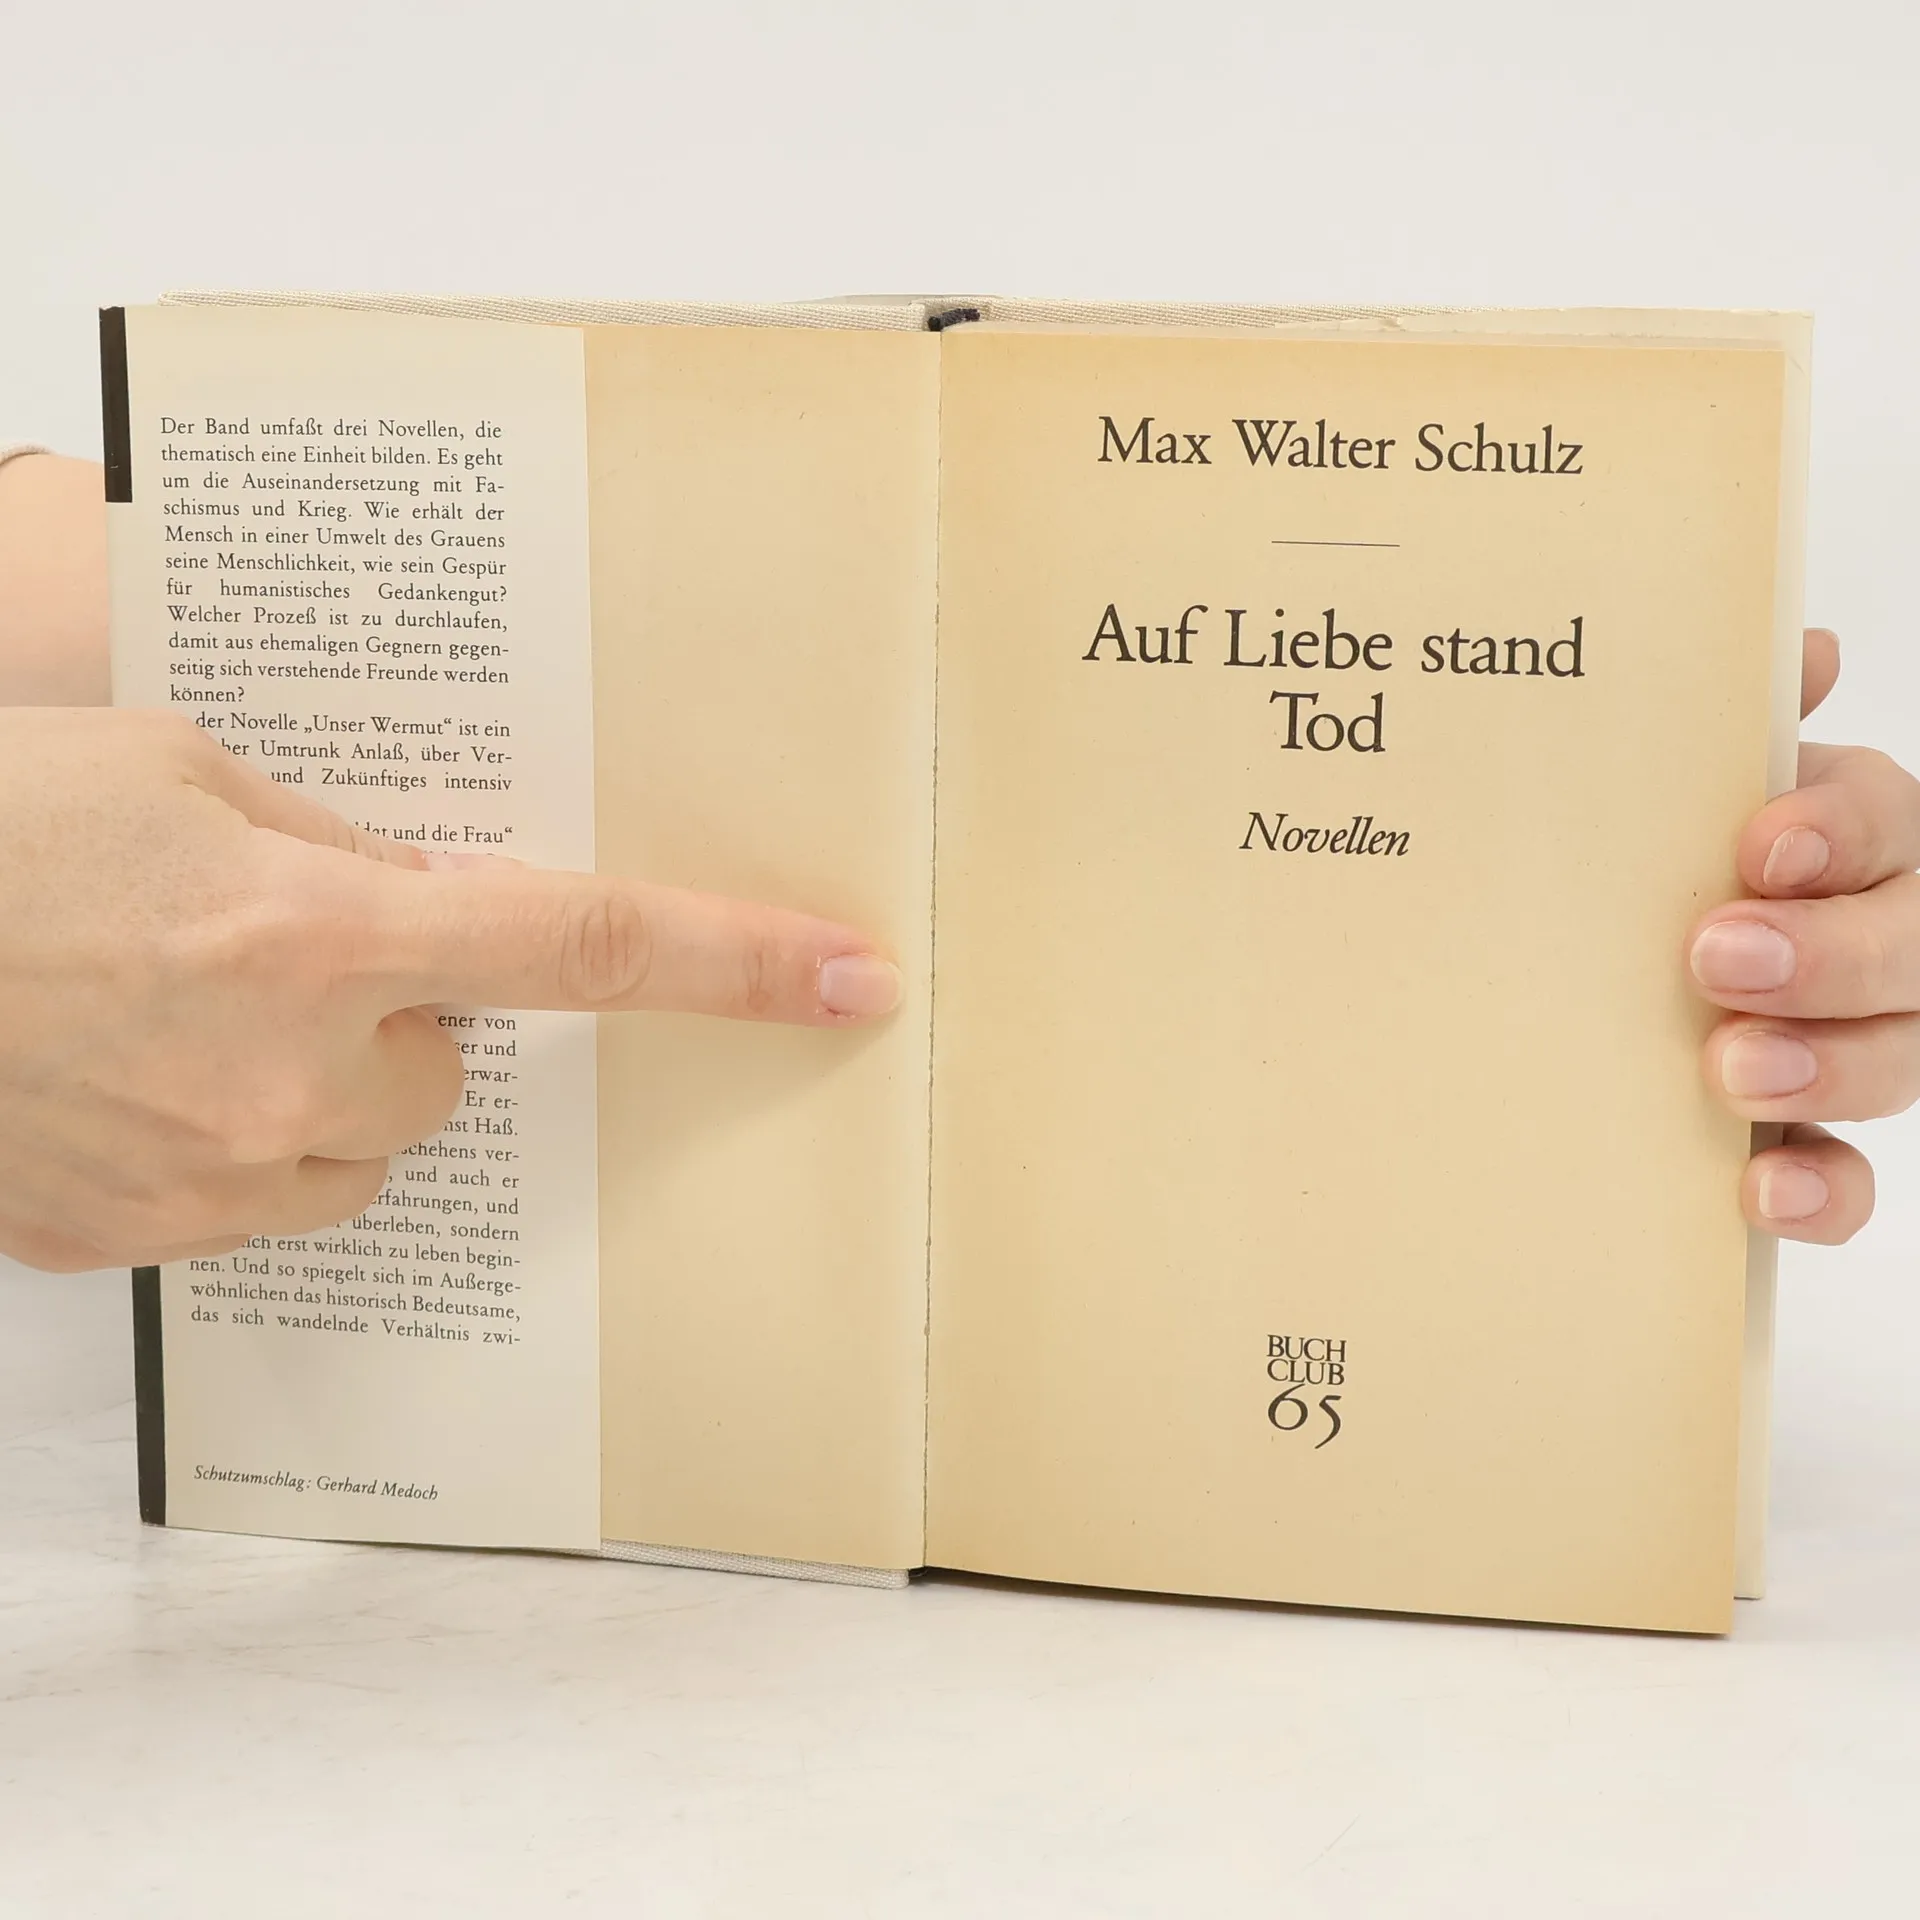 Der Band umfaßt drei Novellen, die
thematisch eine Einheit bilden. Es geht
um die Auseinandersetzung mit Fa-
schismus und Krieg. Wie erhält der
Mensch in einer Umwelt des Grauens
seine Menschlichkeit, wie sein Gespür
für humanistisches Gedankengut?
Welcher Prozeß ist zu durchlaufen,
damit aus ehemaligen Gegnern gegen-
seitig sich verstehende Freunde werden
können?
der Novelle „Unser Wermut“ ist ein
Umtrunk Anlaß, über Ver-
und Zukünftiges intensiv
und die Frau“
von
und
Er er-
Haß.
ver-
, und auch er
und
überleben, sondern
erst wirklich zu leben begin-
nen. Und so spiegelt sich im Außerge-
wöhnlichen das historisch Bedeutsame,
das sich wandelnde Verhältnis zwi-
Schutzumschlag: Gerhard Medoch
Max Walter Schulz
Auf Liebe stand
Tod
Novellen
BUCH
CLUB
65